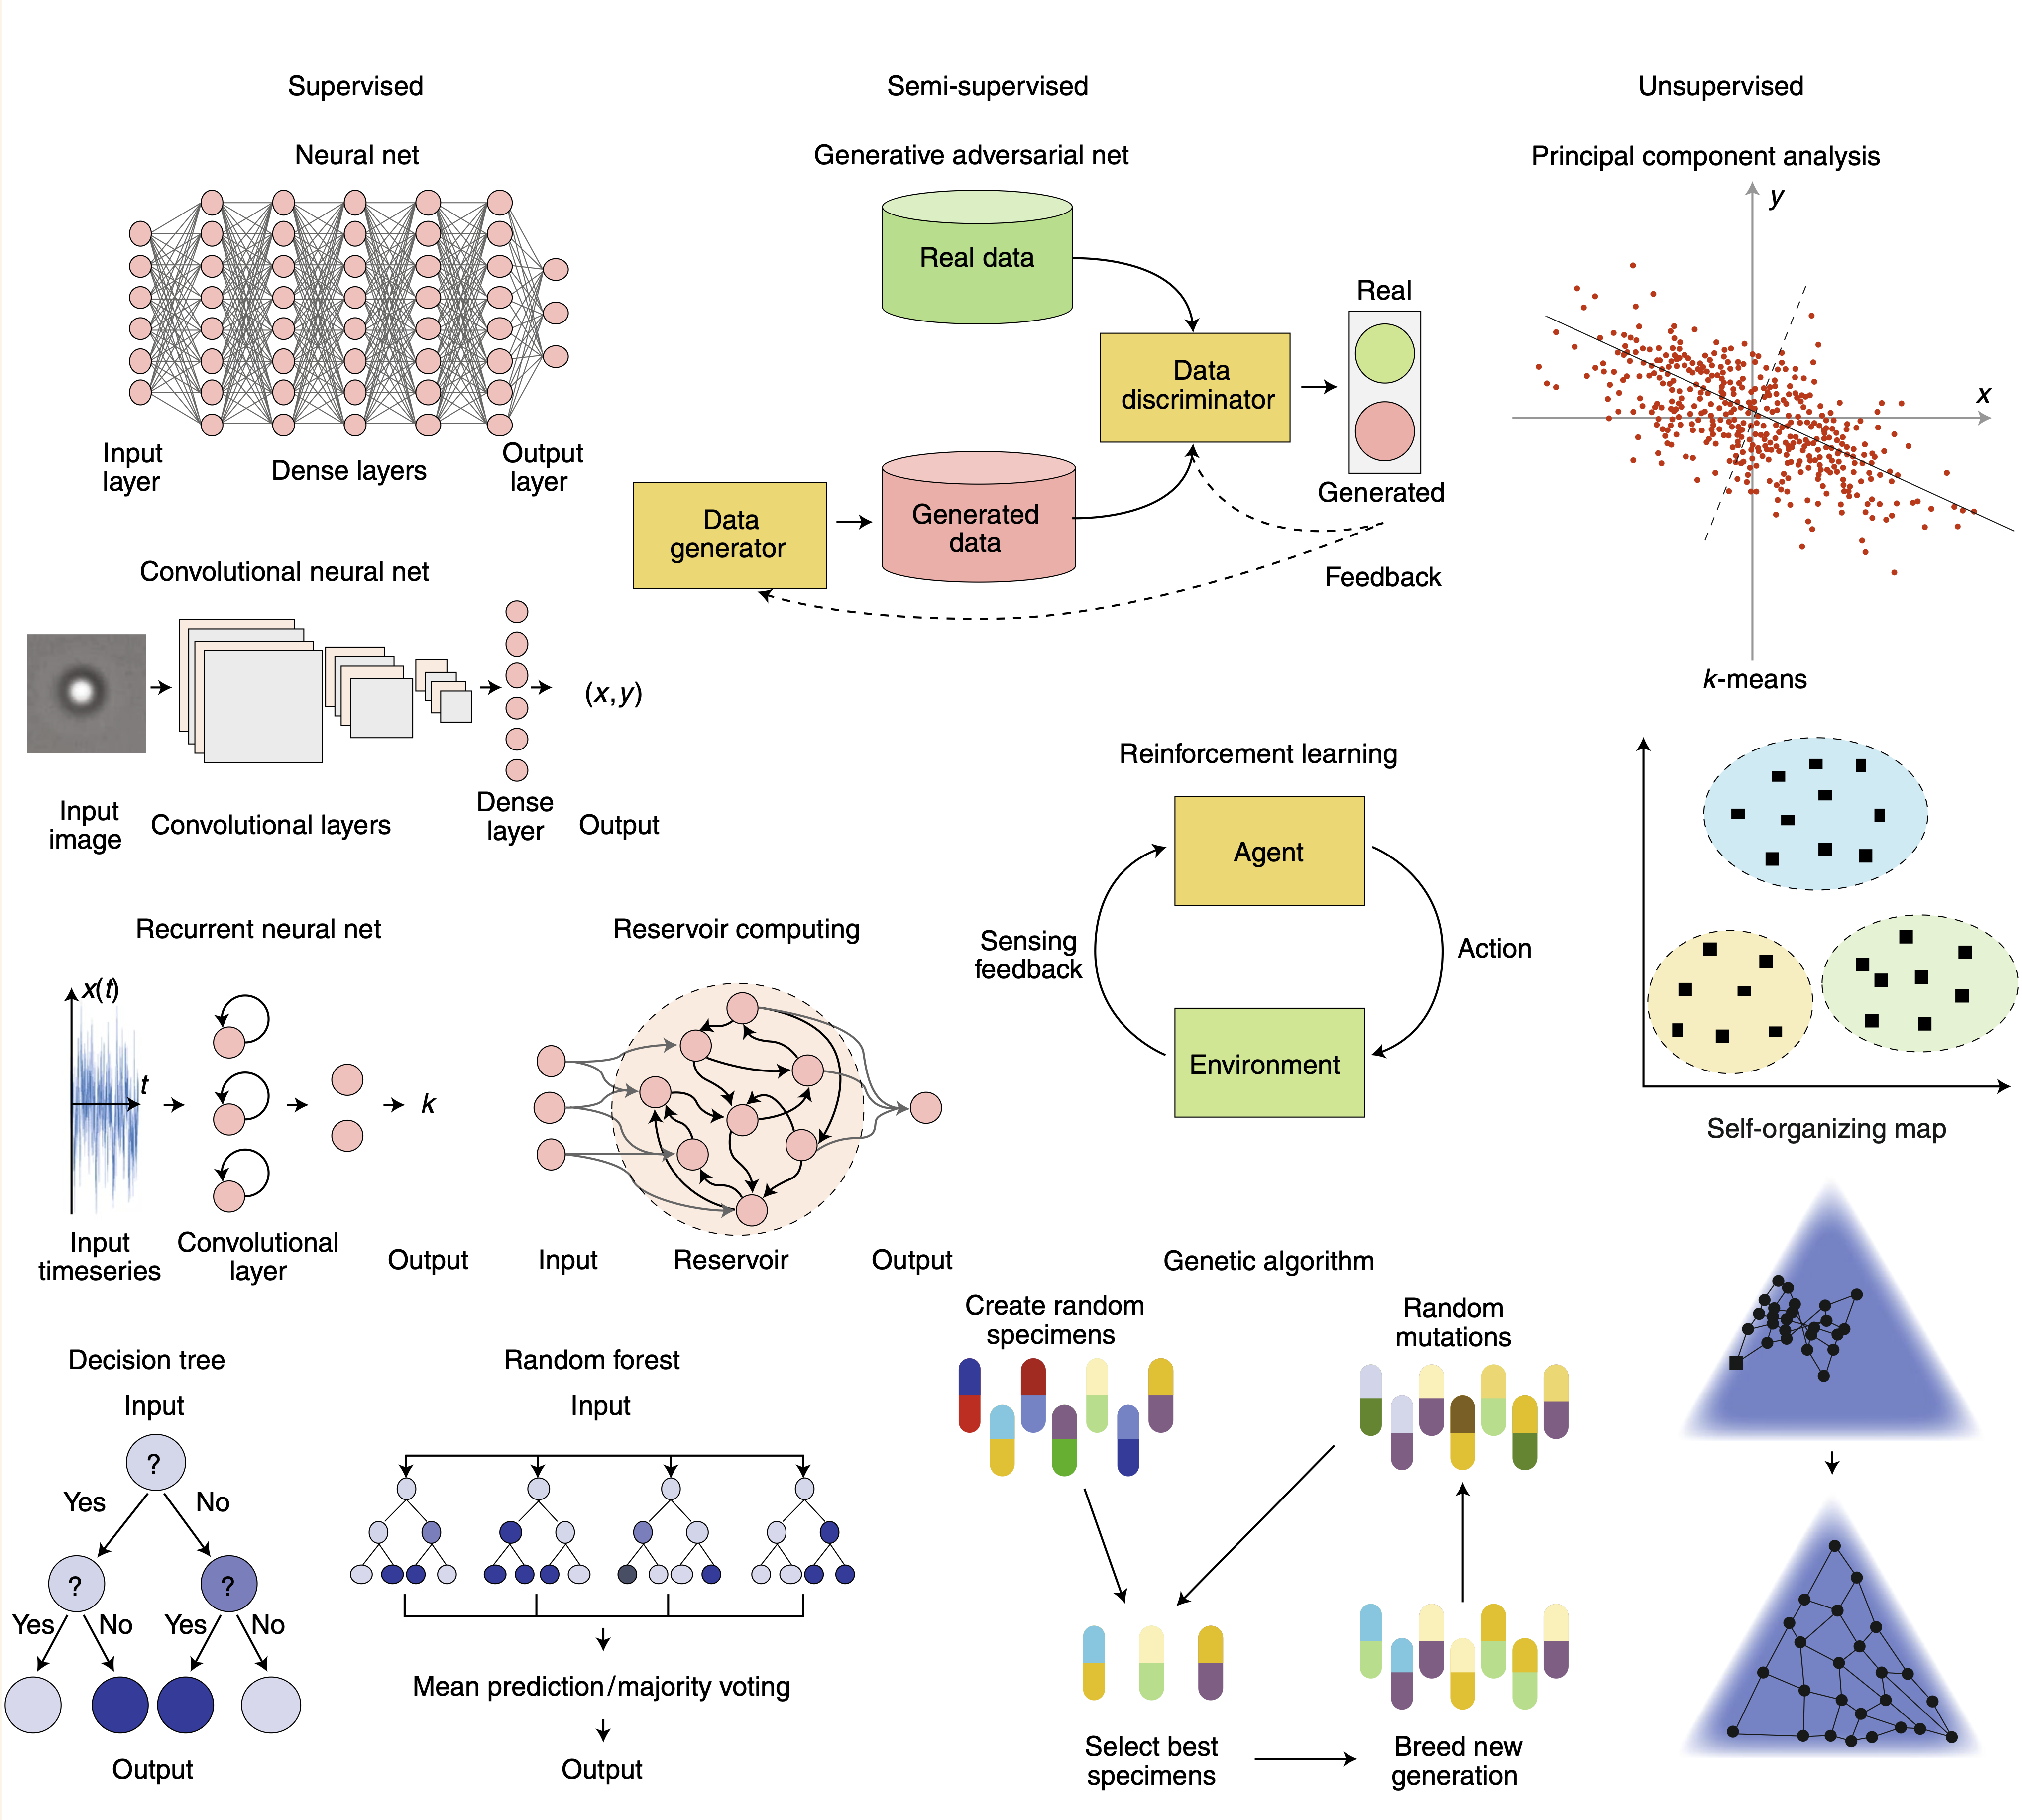 Supervised
Semi-supervised
Unsupervised
Neural net
Input
layer
Dense layers
Output
layer
Convolutional neural net
(x,y)
Input
image
Convolutional layers
Dense
layer
Output
Recurrent neural net
x(t)
t
k
Input
timeseries
Convolutional
layer
Output
Reservoir computing
Input
Reservoir
Output
Decision tree
Input
?
Yes
No
?
?
Yes
No
Yes
No
Output
Random forest
Input
Mean prediction/majority voting
Output
Generative adversarial net
Real data
Real
Data
discriminator
Generated
Data
generator
Generated
data
Feedback
Reinforcement learning
Agent
Sensing
feedback
Action
Environment
Genetic algorithm
Create random
specimens
Random
mutations
Select best
specimens
Breed new
generation
Principal component analysis
y
x
k-means
Self-organizing map